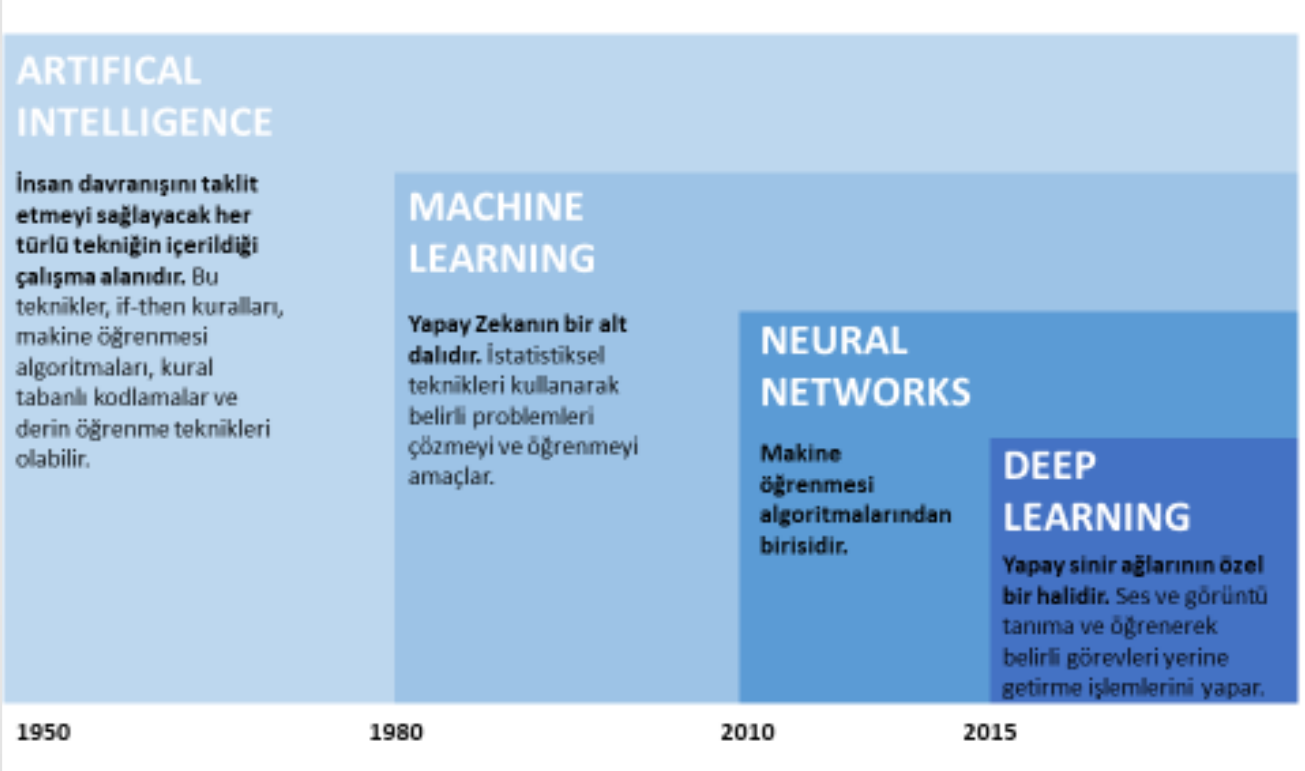 ARTIFICAL
INTELLIGENCE
İnsan davranışını taklit
etmeyi sağlayacak her
türlü tekniğin içerildiği
çalışma alanıdır. Bu
teknikler, if-then kuralları,
makine öğrenmesi
algoritmaları, kural
tabanlı kodlamalar ve
derin öğrenme teknikleri
olabilir.
MACHINE
LEARNING
Yapay Zekanın bir alt
dalıdır. İstatistiksel
teknikleri kullanarak
belirli problemleri
çözmeyi ve öğrenmeyi
amaçlar.
NEURAL
NETWORKS
Makine
öğrenmesi
algoritmalarından
birisidir.
DEEP
LEARNING
Yapay sinir ağlarının özel
bir halidir. Ses ve görüntü
tanıma ve öğrenerek
belirli görevleri yerine
getirme işlemlerini yapar.
1950
1980
2010
2015